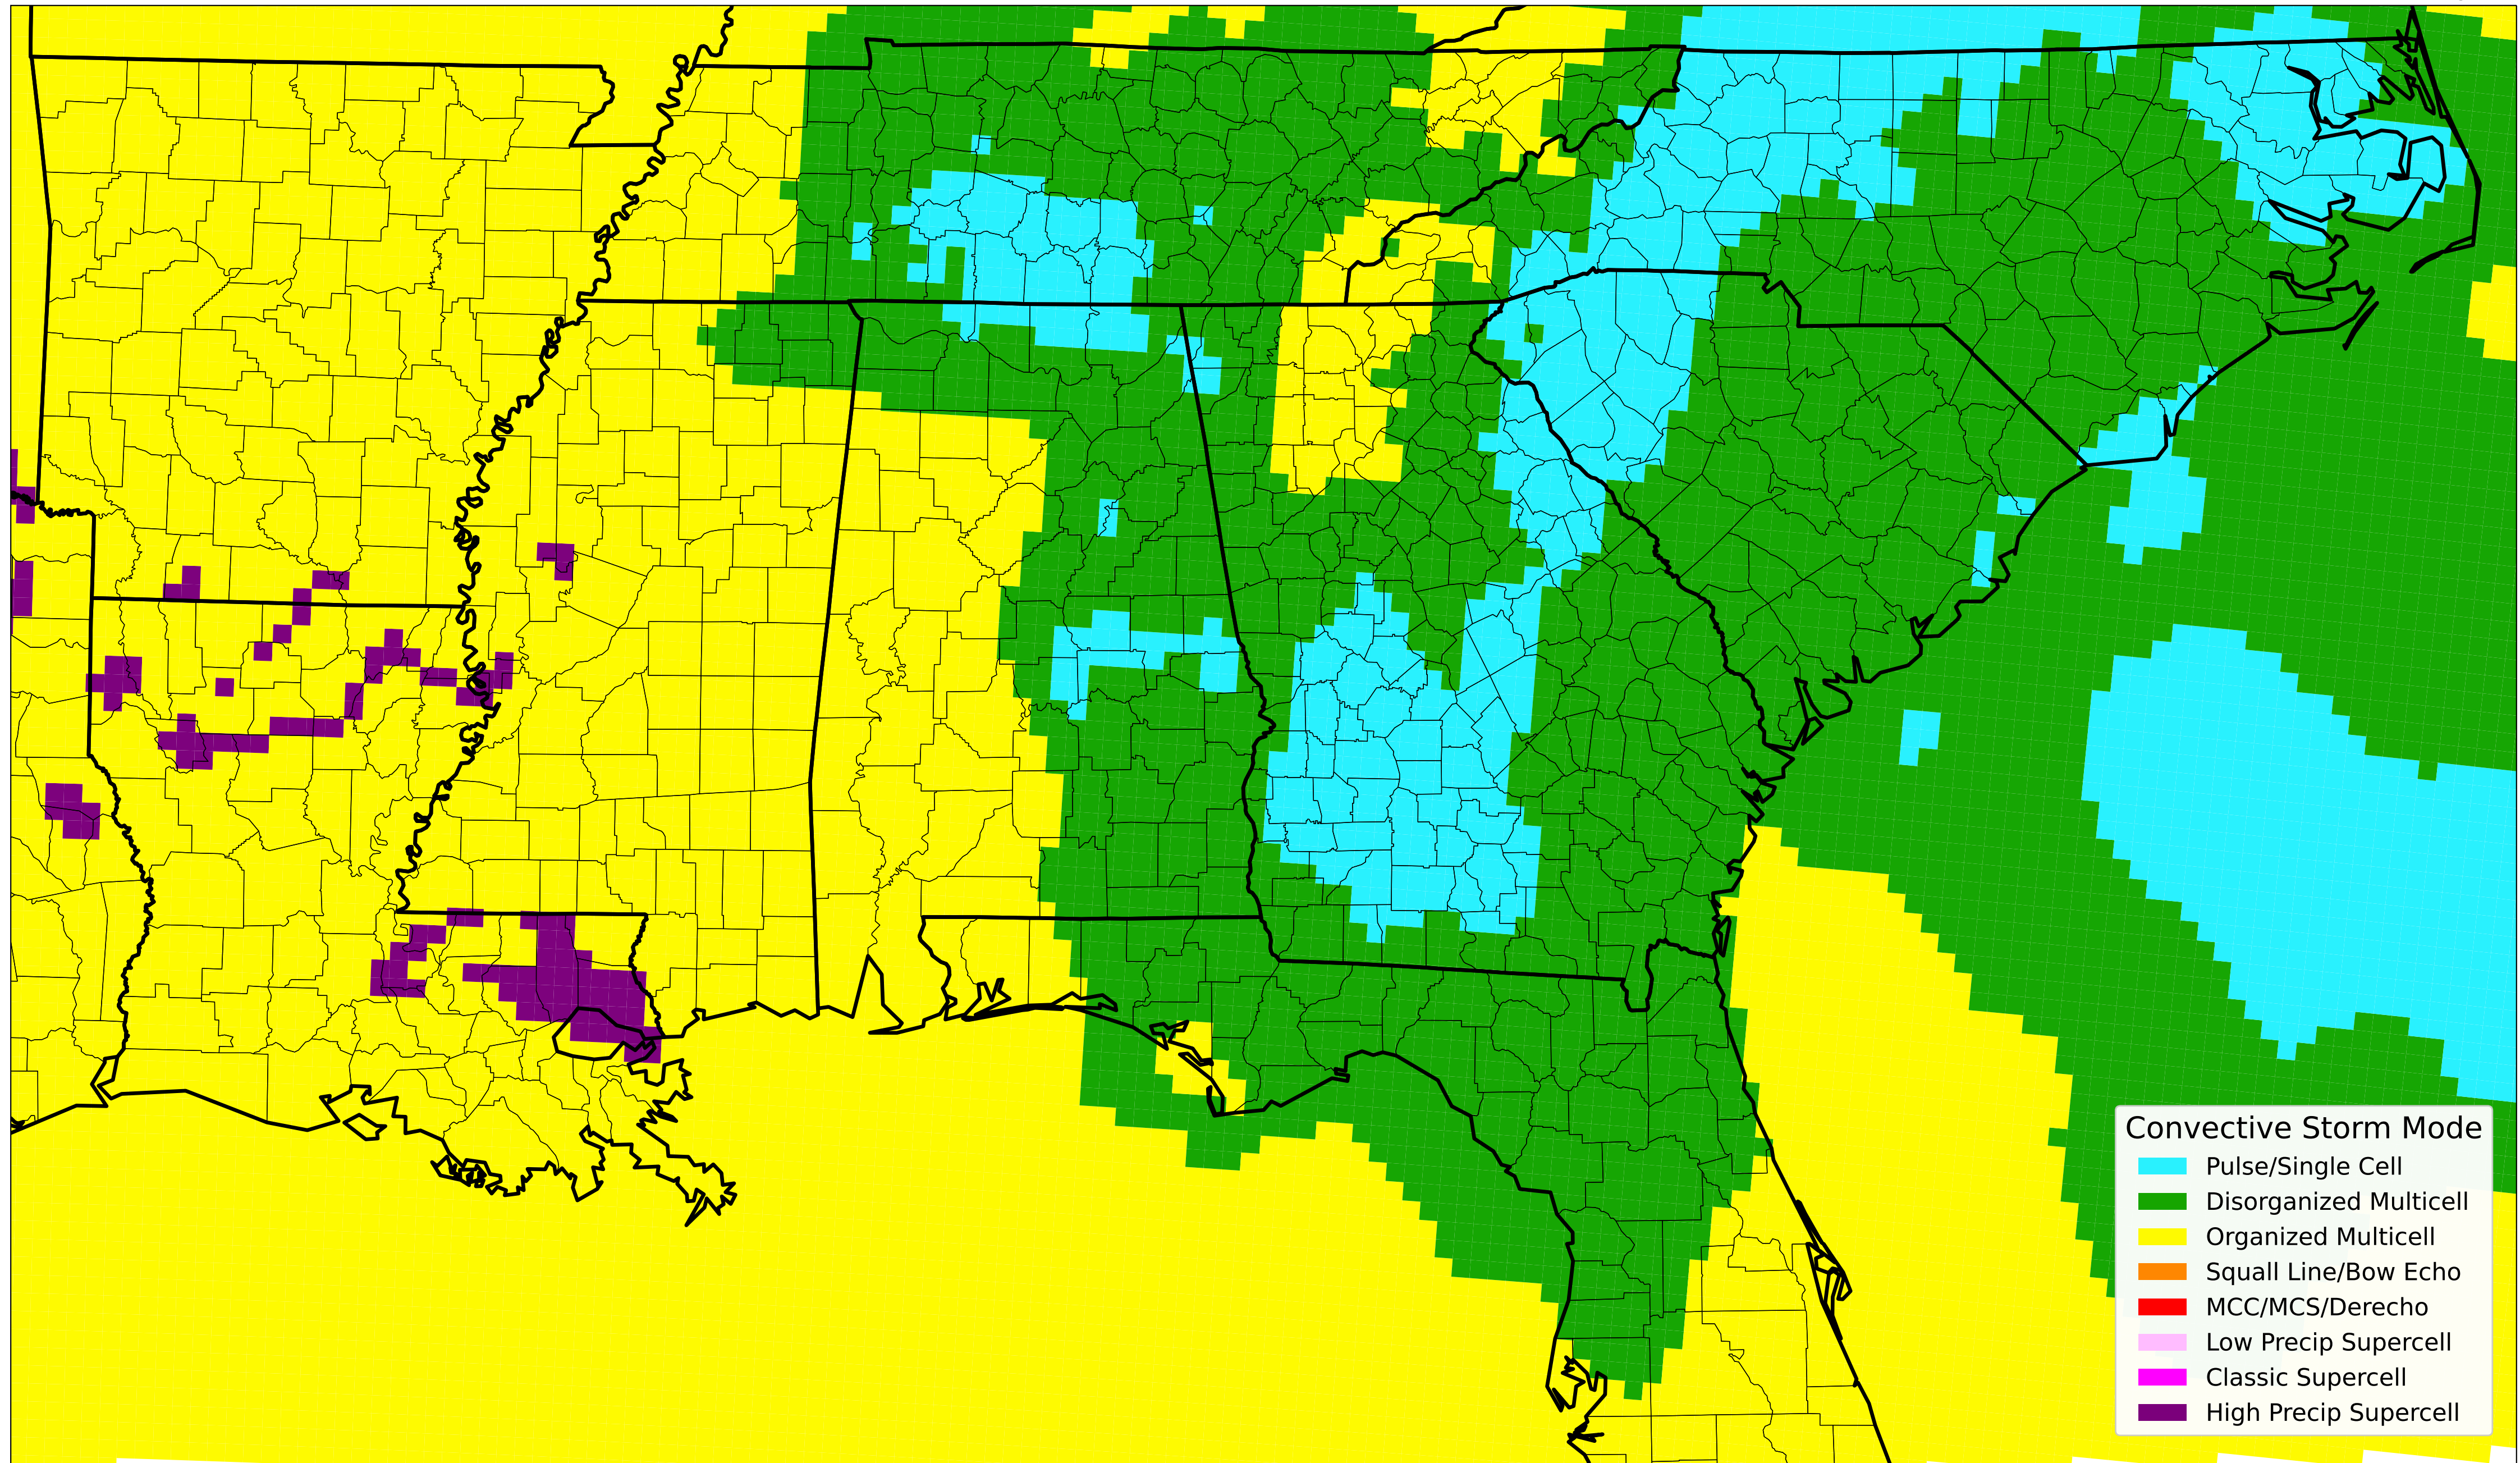 Convective Storm Mode
Pulse/Single Cell
Disorganized Multicell
Organized Multicell
Squall Line/Bow Echo
MCC/MCS/Derecho
Low Precip Supercell
Classic Supercell
High Precip Supercell